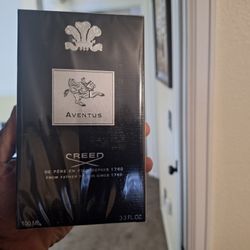 AVENTUS
CREED
DE PÈRE EN FILS DEPUIS 1760
FROM FATHER TO SON SINCE 1760
100 ML 3.3 FL.OZ